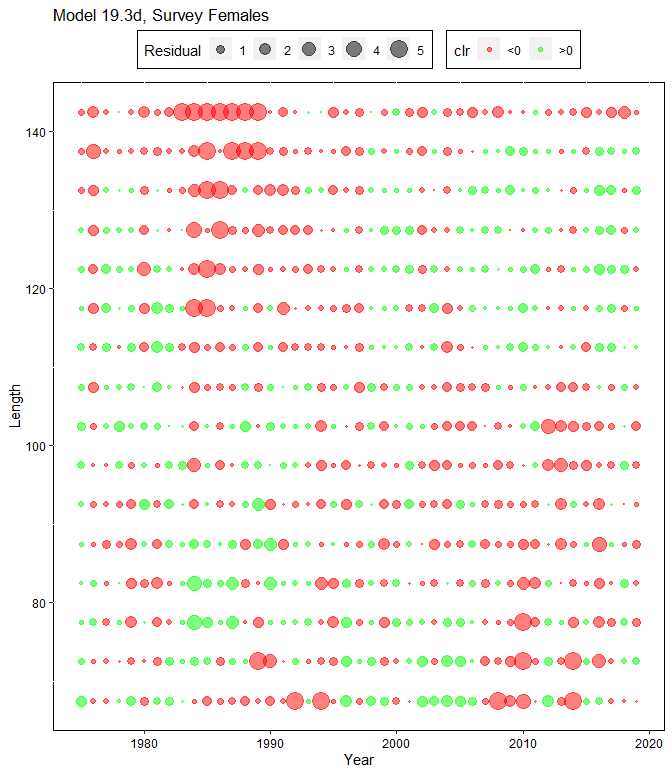 Model 19.3d, Survey Females
Residual 1 2 3 4 5 clr <0 >0
140
120
100
80
Length
1980 1990 2000 2010 2020
Year